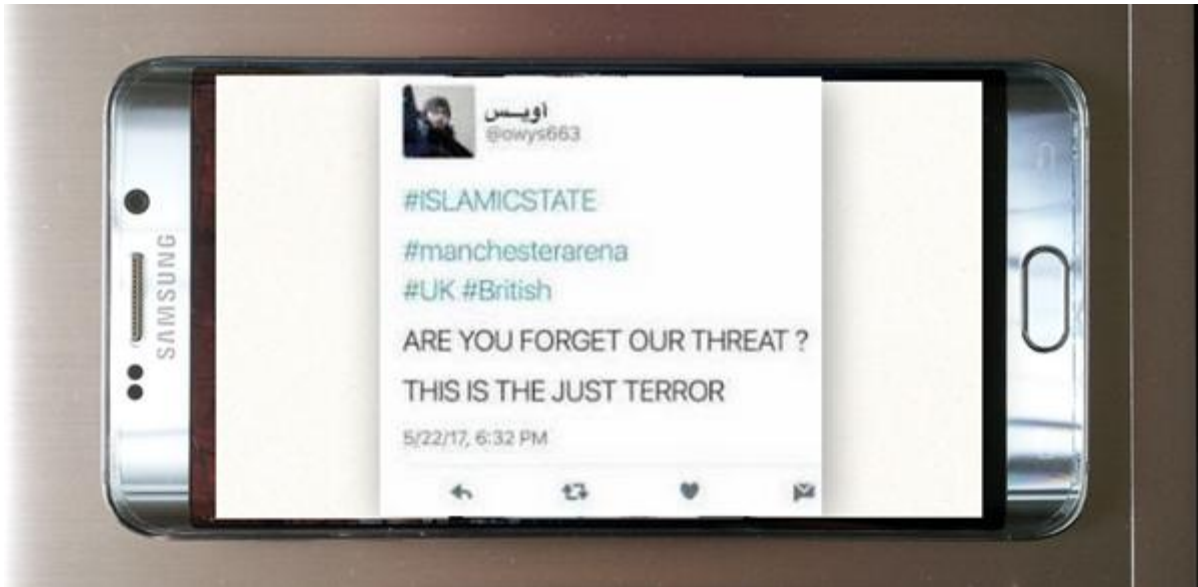 SAMSUNG
اويس
@owys663
#ISLAMICSTATE
#manchesterarena
#UK #British
ARE YOU FORGET OUR THREAT ?
THIS IS THE JUST TERROR
5/22/17, 6:32 PM